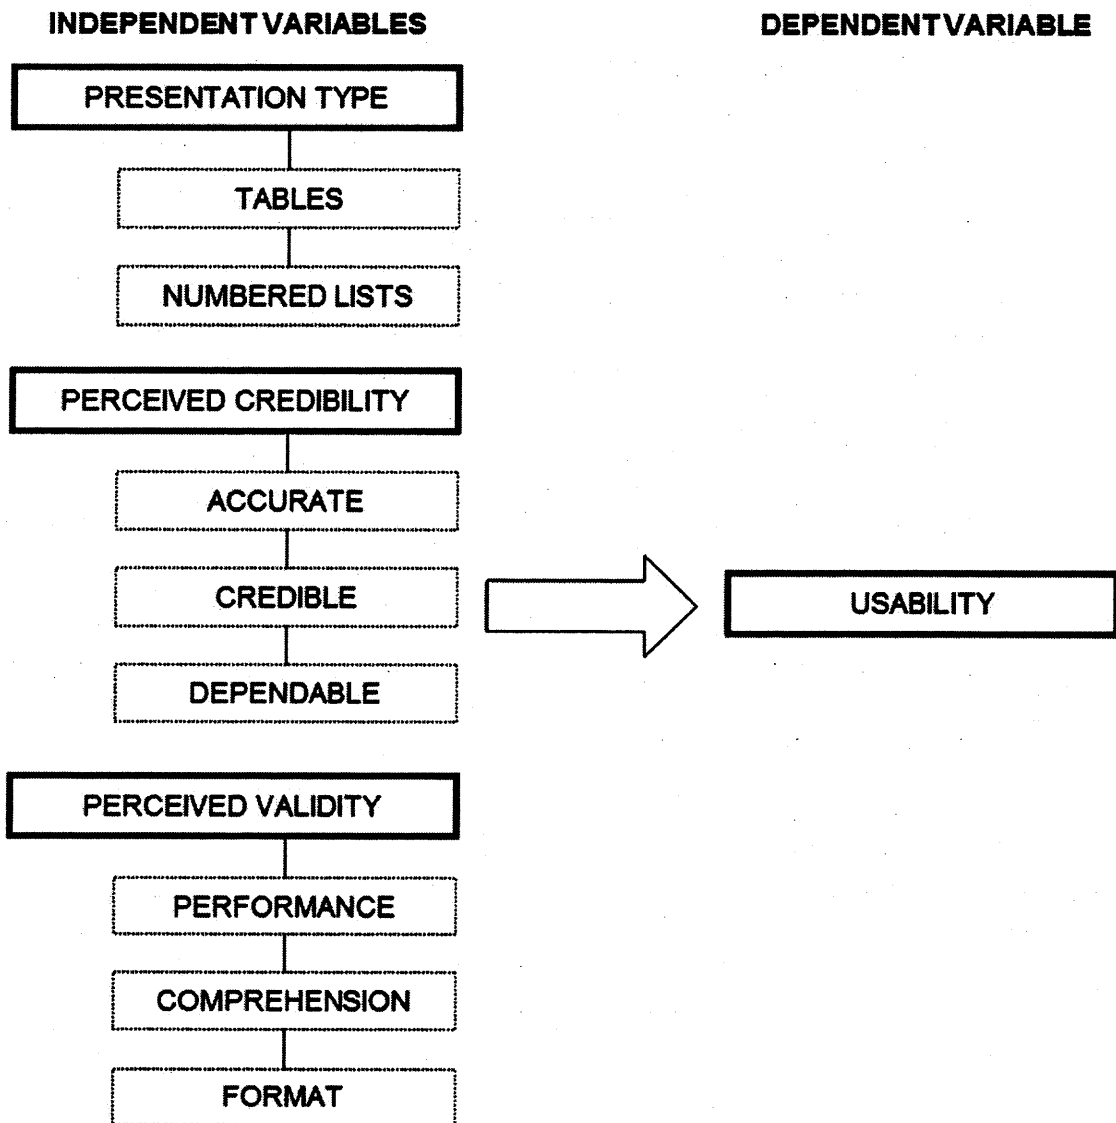 INDEPENDENT VARIABLES
DEPENDENT VARIABLE
PRESENTATION TYPE
TABLES
NUMBERED LISTS
PERCEIVED CREDIBILITY
ACCURATE
CREDIBLE
DEPENDABLE
USABILITY
PERCEIVED VALIDITY
PERFORMANCE
COMPREHENSION
FORMAT